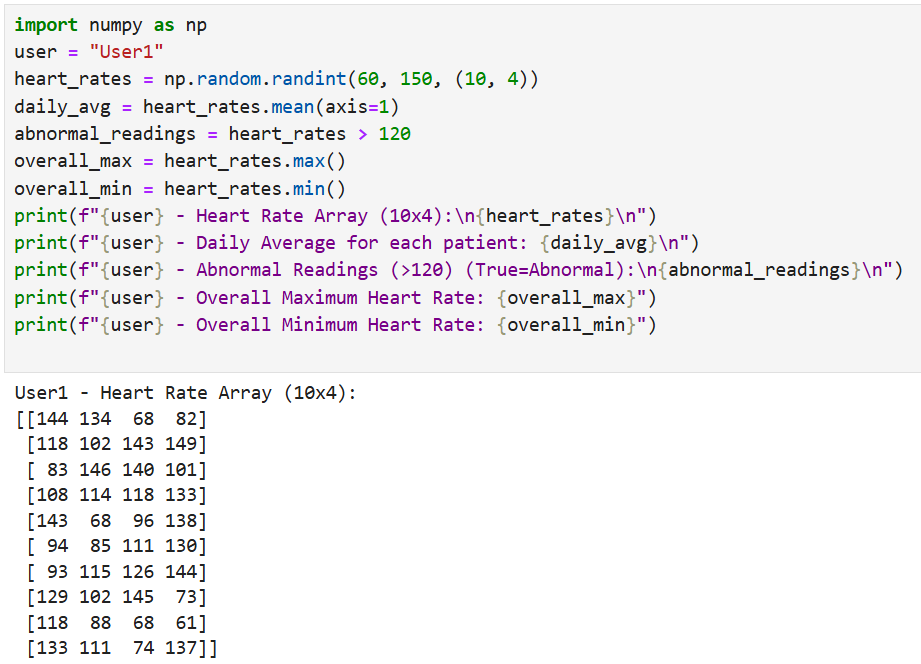 import numpy as np
user = "User1"
heart_rates = np.random.randint(60, 150, (10, 4))
daily_avg = heart_rates.mean(axis=1)
abnormal_readings = heart_rates > 120
overall_max = heart_rates.max()
overall_min = heart_rates.min()
print(f"{user} - Heart Rate Array (10x4):\n{heart_rates}\n")
print(f"{user} - Daily Average for each patient: {daily_avg}\n")
print(f"{user} - Abnormal Readings (>120) (True=Abnormal):\n{abnormal_readings}\n")
print(f"{user} - Overall Maximum Heart Rate: {overall_max}")
print(f"{user} - Overall Minimum Heart Rate: {overall_min}")
User1 - Heart Rate Array (10x4):
[[144 134  68  82]
 [118 102 143 149]
 [ 83 146 140 101]
 [108 114 118 133]
 [143  68  96 138]
 [ 94  85 111 130]
 [ 93 115 126 144]
 [129 102 145  73]
 [118  88  68  61]
 [133 111  74 137]]